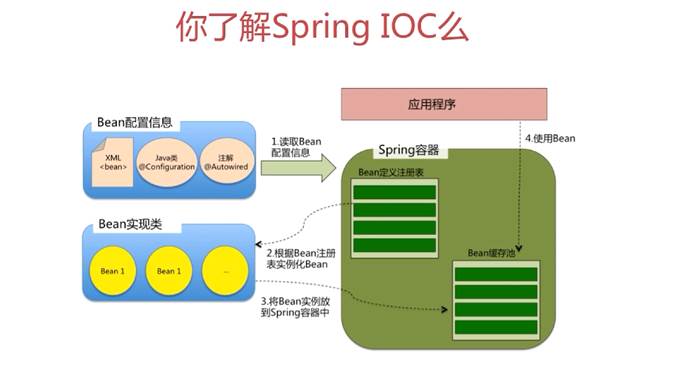 你了解Spring IOC么
应用程序
Bean配置信息
XML
<bean>
Java类
@Configuration
注解
@Autowired
1.读取Bean
配置信息
4.使用Bean
Spring容器
Bean定义注册表
Bean实现类
Bean 1
Bean 1
...
2.根据Bean注册
表实例化Bean
Bean缓存池
3.将Bean实例放
到Spring容器中